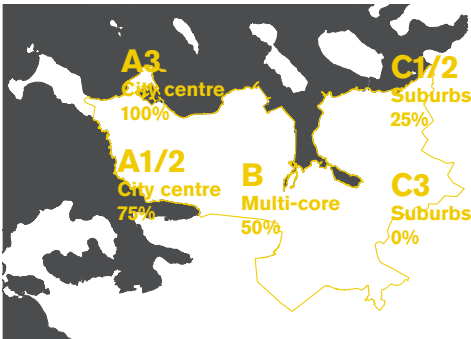 A3
City centre
100%
C1/2
Suburbs
25%
A1/2
City centre
75%
B
Multi-core
50%
C3
Suburbs
0%